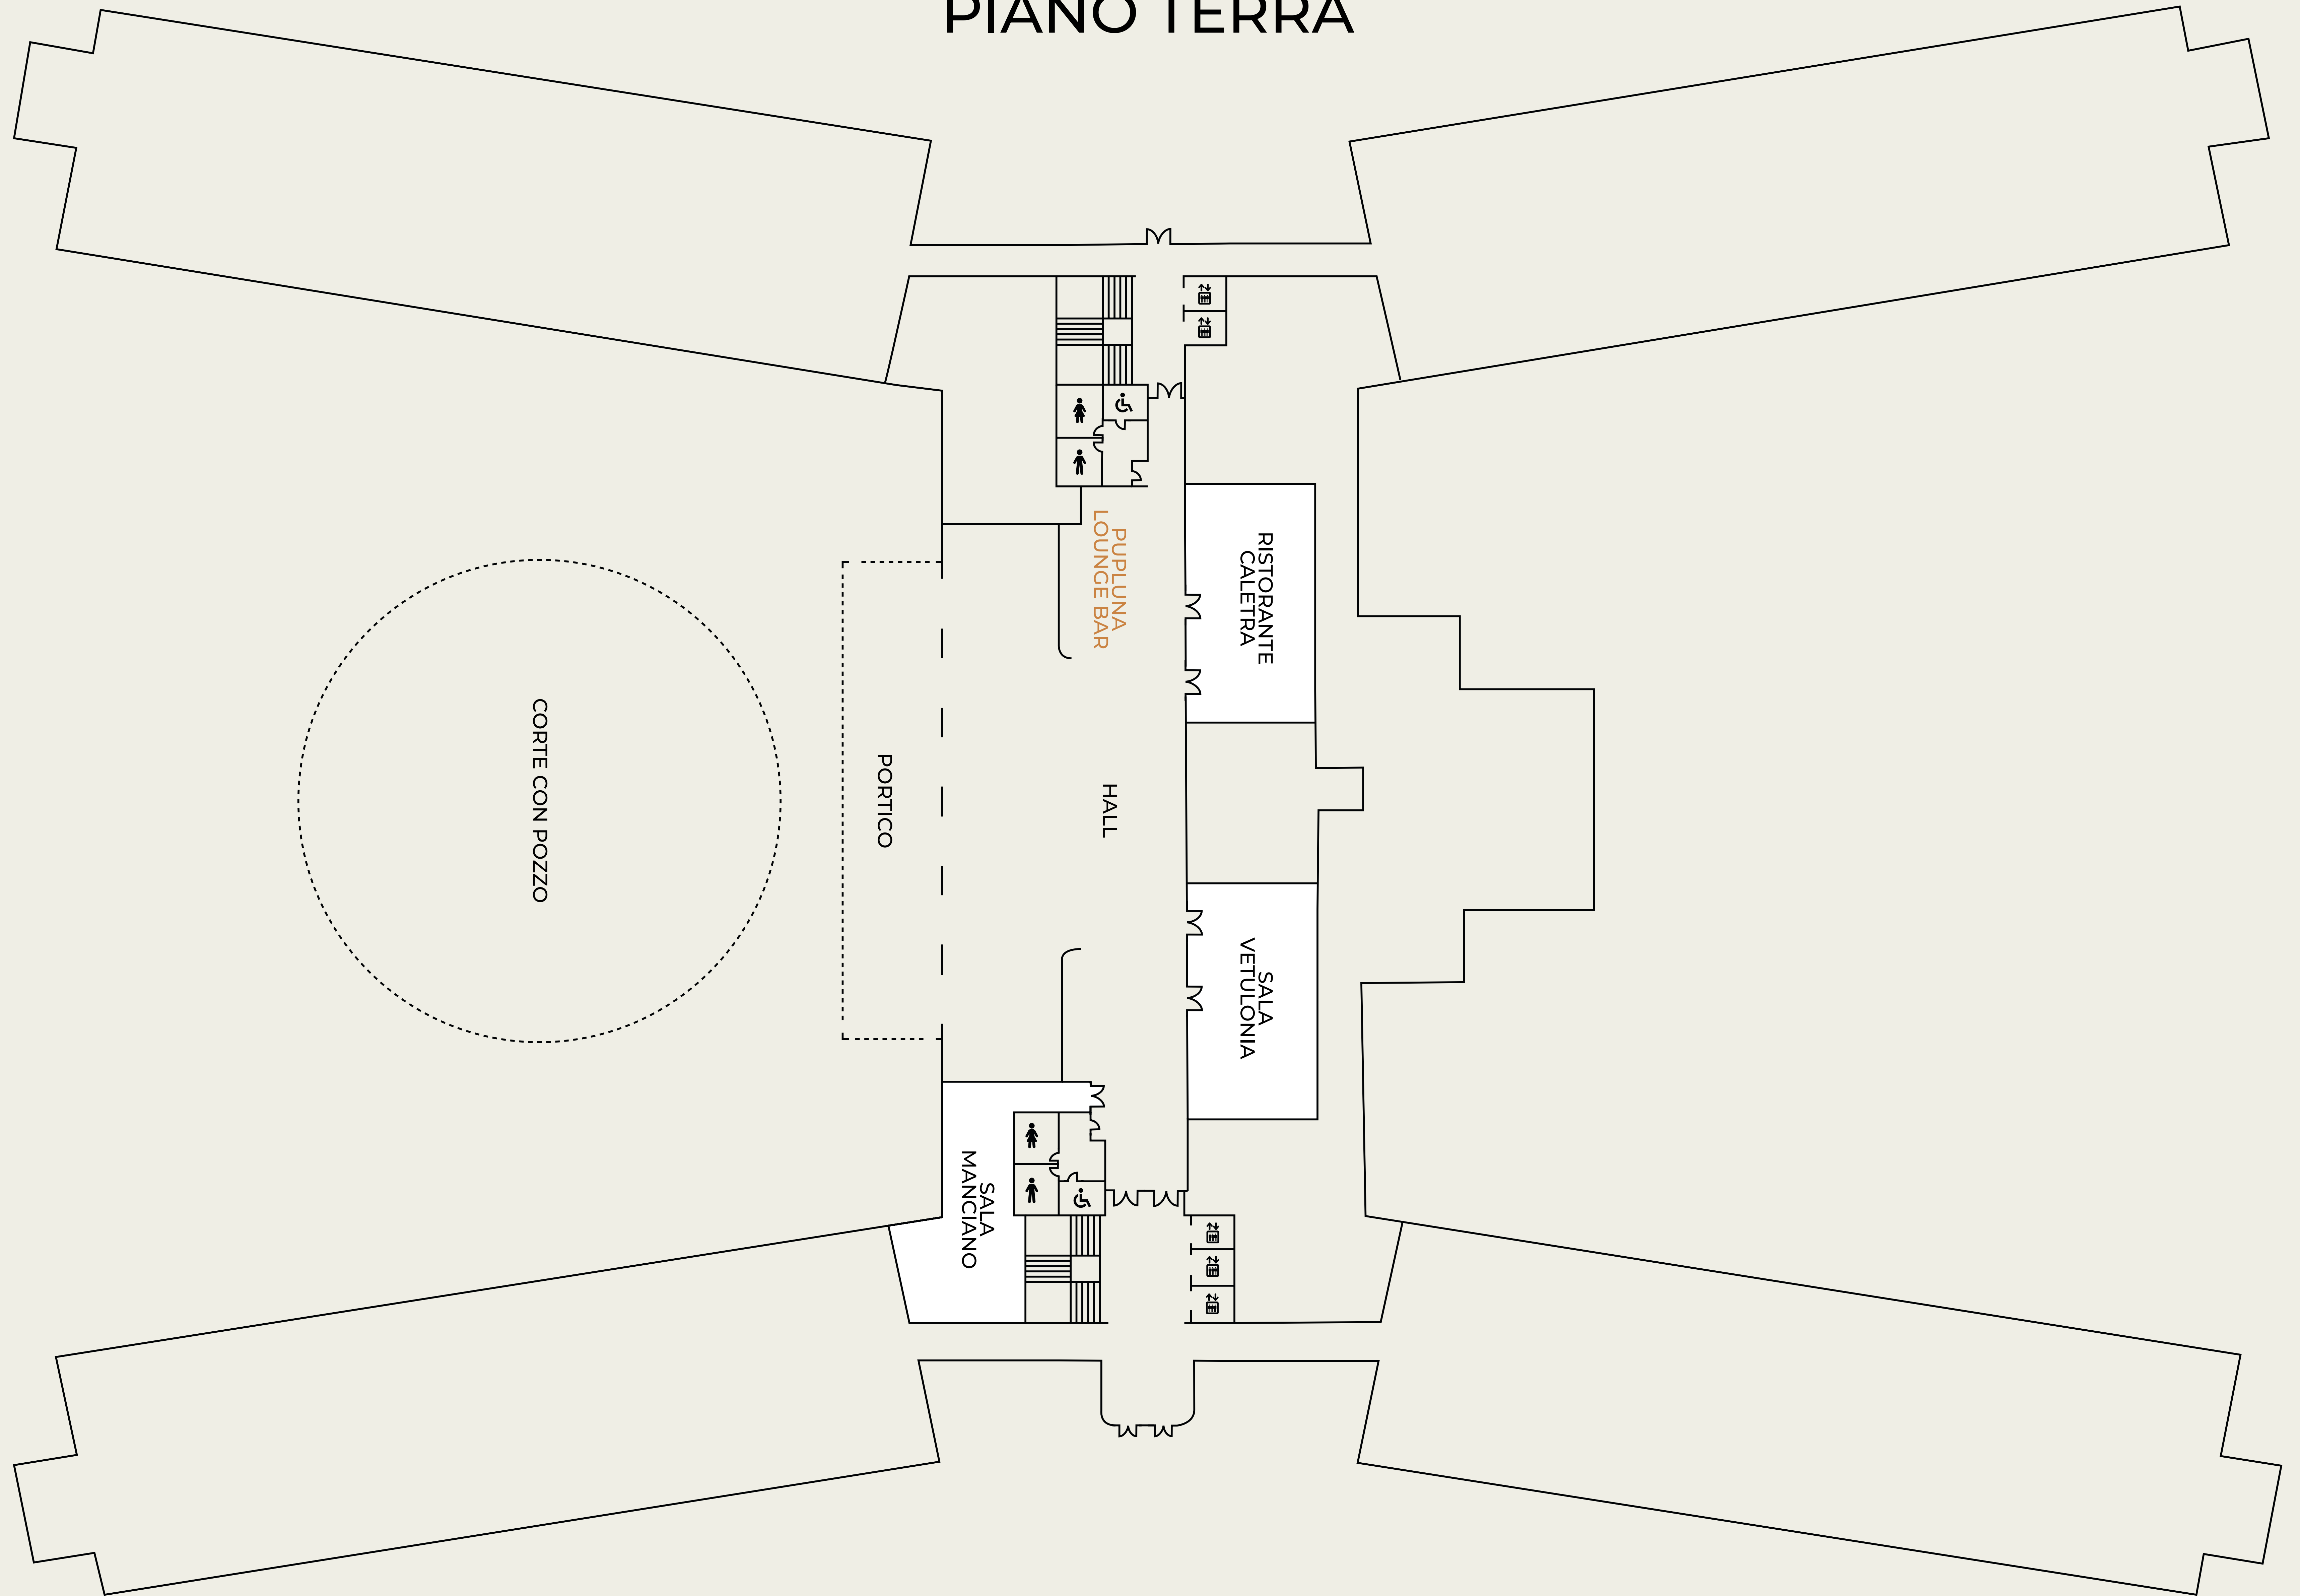 PIANO TERRA
PUPLUNA
LOUNGE BAR
RISTORANTE
CALETRA
CORTE CON POZZO
PORTICO
HALL
SALA
VETULONIA
SALA
MANCIANO